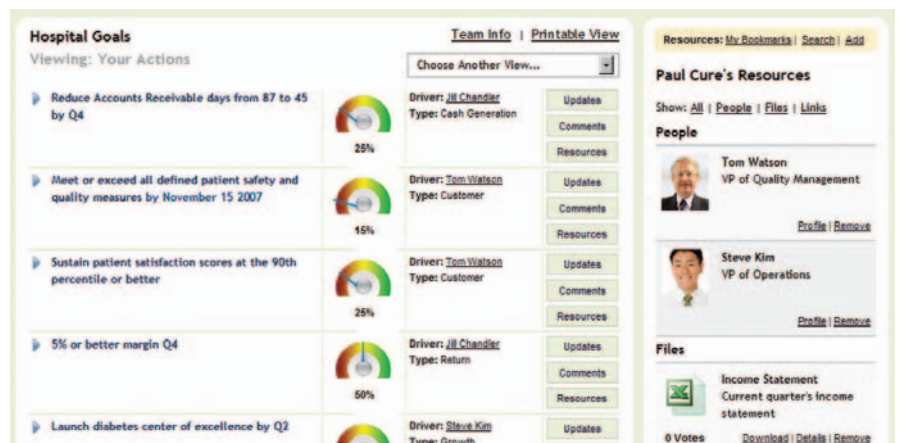 Hospital Goals
Team Info | Printable View
Viewing: Your Actions
Choose Another View...
Reduce Accounts Receivable days from 87 to 45
by Q4
25%
Driver: Jill Chandler
Type: Cash Generation
Updates
Comments
Resources
Meet or exceed all defined patient safety and
quality measures by November 15 2007
15%
Driver: Tom Watson
Type: Customer
Updates
Comments
Resources
Sustain patient satisfaction scores at the 90th
percentile or better
25%
Driver: Tom Watson
Type: Customer
Updates
Comments
Resources
5% or better margin Q4
50%
Driver: Jill Chandler
Type: Return
Updates
Comments
Resources
Launch diabetes center of excellence by Q2
Driver: Steve Kim
Type: Growth
Updates
Resources: My Bookmarks | Search | Add
Paul Cure's Resources
Show: All | People | Files | Links
People
Tom Watson
VP of Quality Management
Profile | Remove
Steve Kim
VP of Operations
Profile | Remove
Files
Income Statement
Current quarter's income
statement
0 Votes
Download | Details | Remove